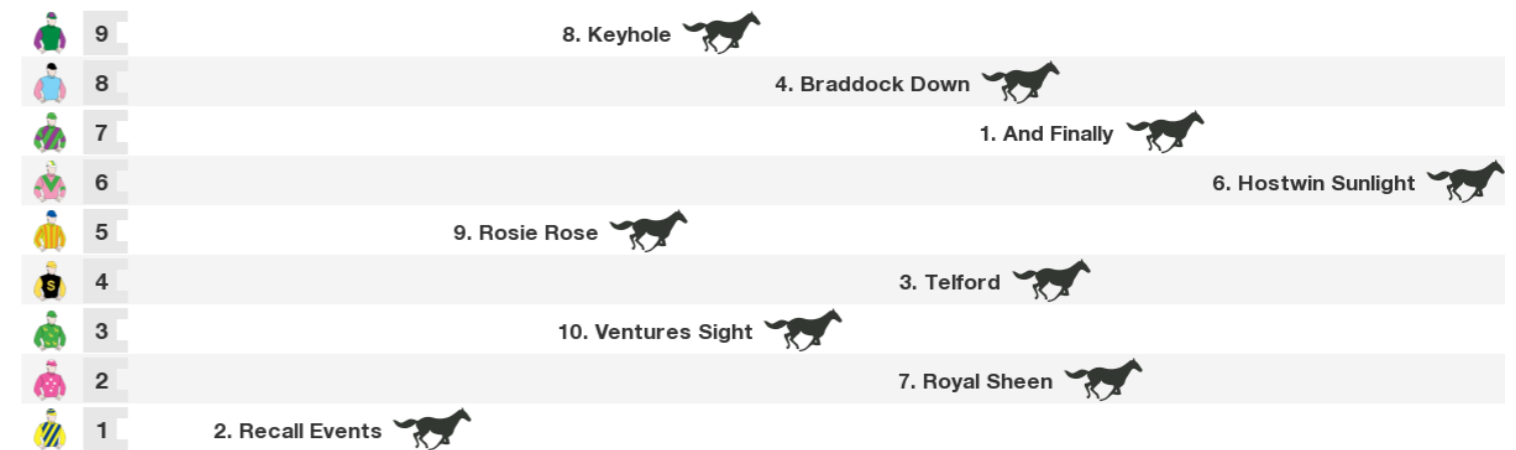 9 8. Keyhole
8 4. Braddock Down
7 1. And Finally
6 6. Hostwin Sunlight
5 9. Rosie Rose
S 4 3. Telford
3 10. Ventures Sight
2 7. Royal Sheen
1 2. Recall Events